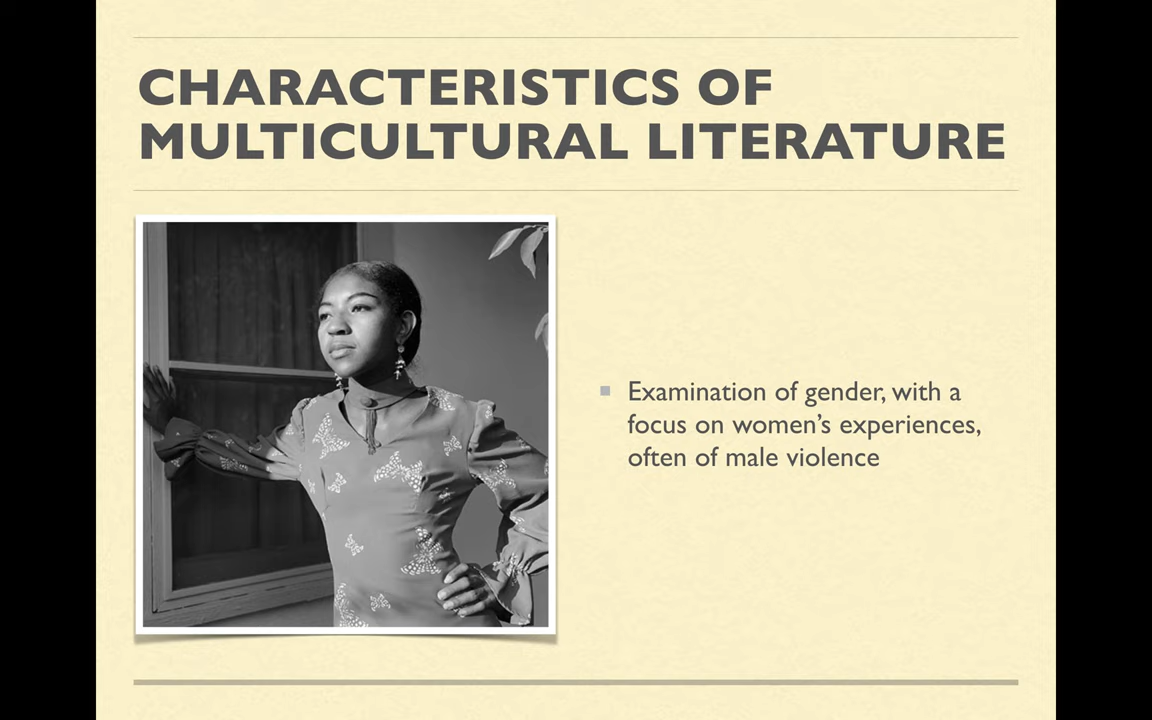 CHARACTERISTICS OF
MULTICULTURAL LITERATURE
Examination of gender, with a
focus on women’s experiences,
often of male violence